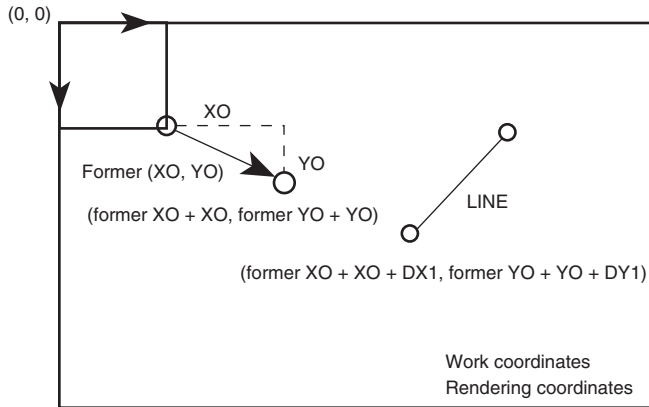 (0, 0)
XO
YO
Former (XO, YO)
(former XO + XO, former YO + YO)
LINE
(former XO + XO + DX1, former YO + YO + DY1)
Work coordinates
Rendering coordinates